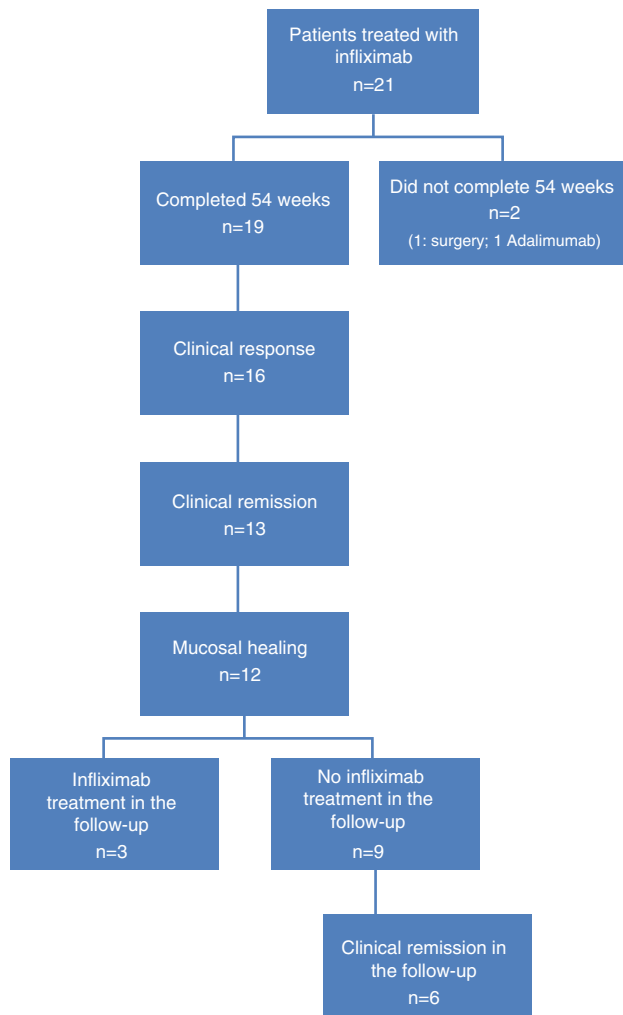 Patients treated with
infliximab
n=21
Completed 54 weeks
n=19
Did not complete 54 weeks
n=2
(1: surgery; 1 Adalimumab)
Clinical response
n=16
Clinical remission
n=13
Mucosal healing
n=12
Infliximab
treatment in the
follow-up
n=3
No infliximab
treatment in the
follow-up
n=9
Clinical remission in
the follow-up
n=6